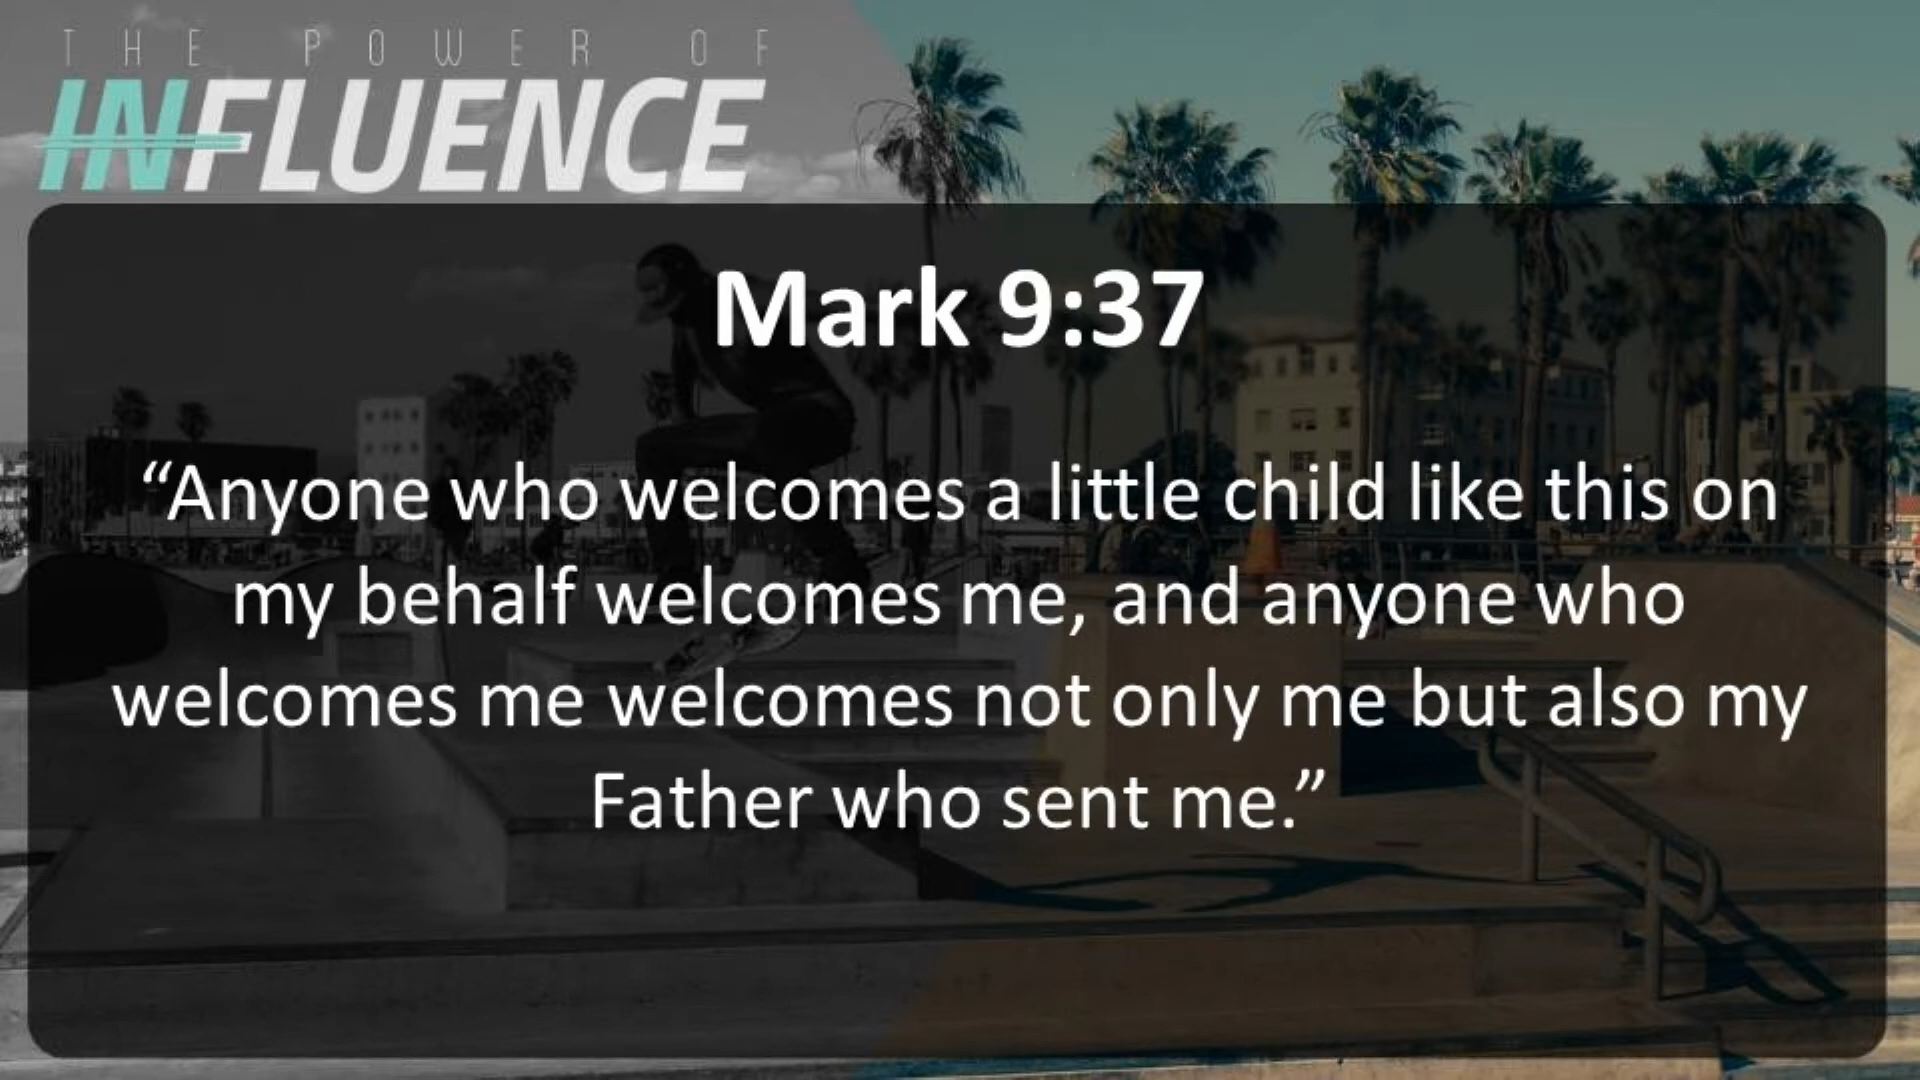 THE POWER OF
INFLUENCE
Mark 9:37
“Anyone who welcomes a little child like this on
my behalf welcomes me, and anyone who
welcomes me welcomes not only me but also my
Father who sent me.”